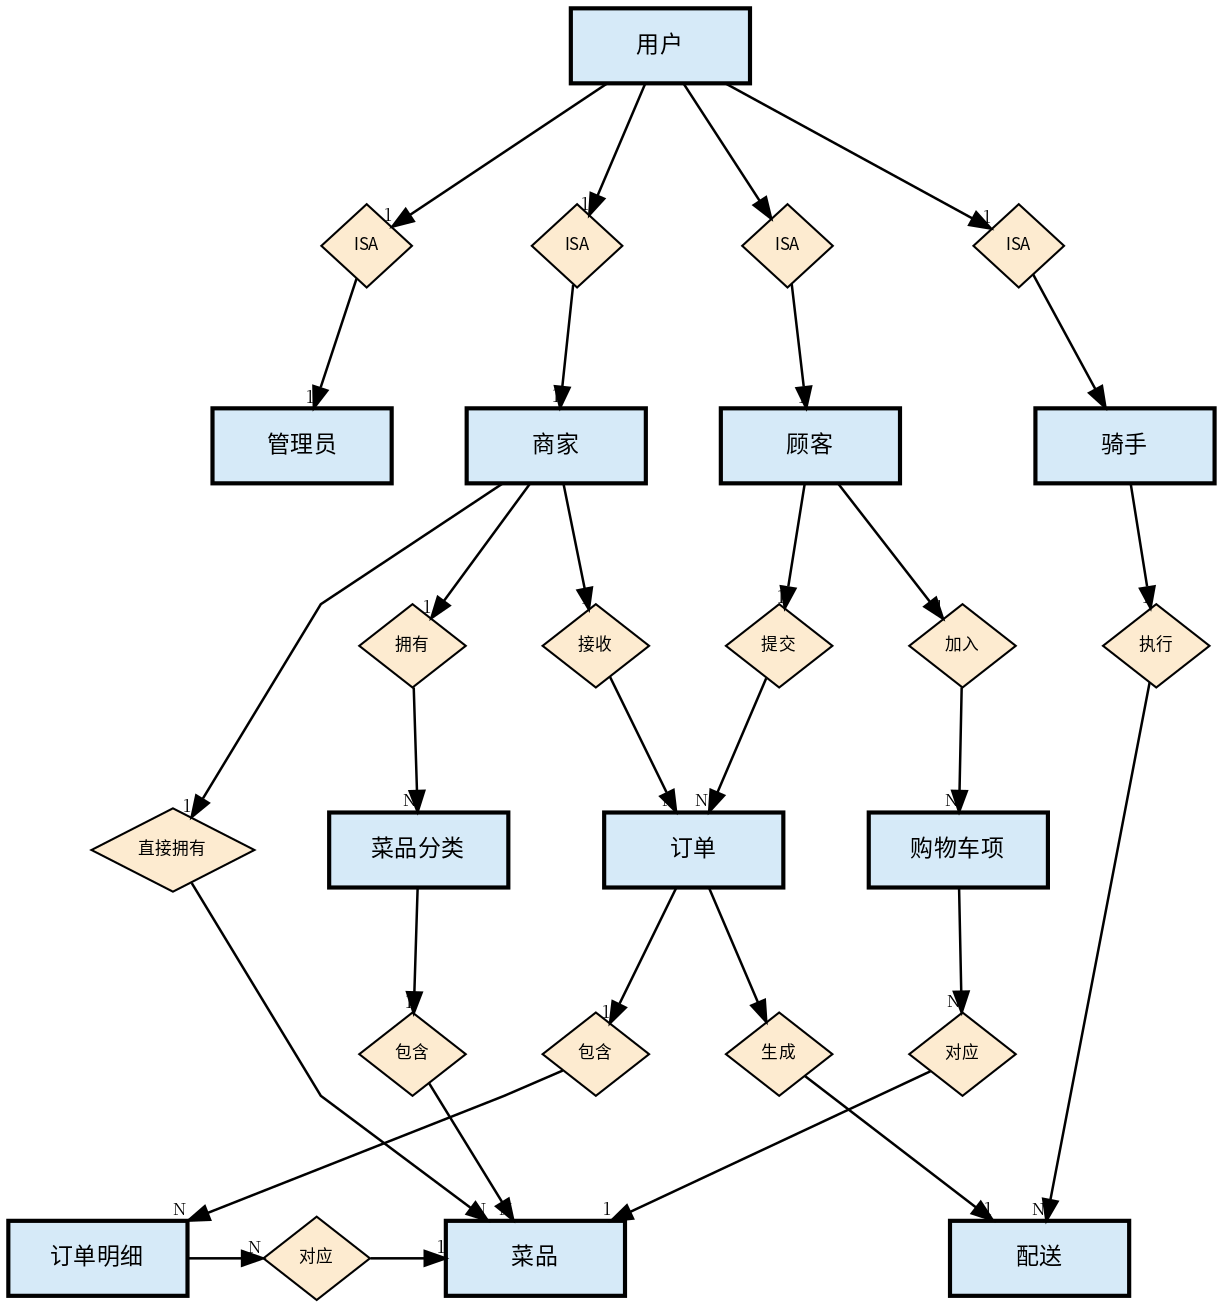 用户
1
1
1
ISA
ISA
ISA
ISA
1
1
管理员
商家
顾客
骑手
1
1
1
拥有
接收
提交
加入
执行
1
N
N
N
直接拥有
菜品分类
订单
购物车项
1
N
包含
包含
生成
对应
N
N
1
1
N
订单明细
N
对应
1
菜品
配送